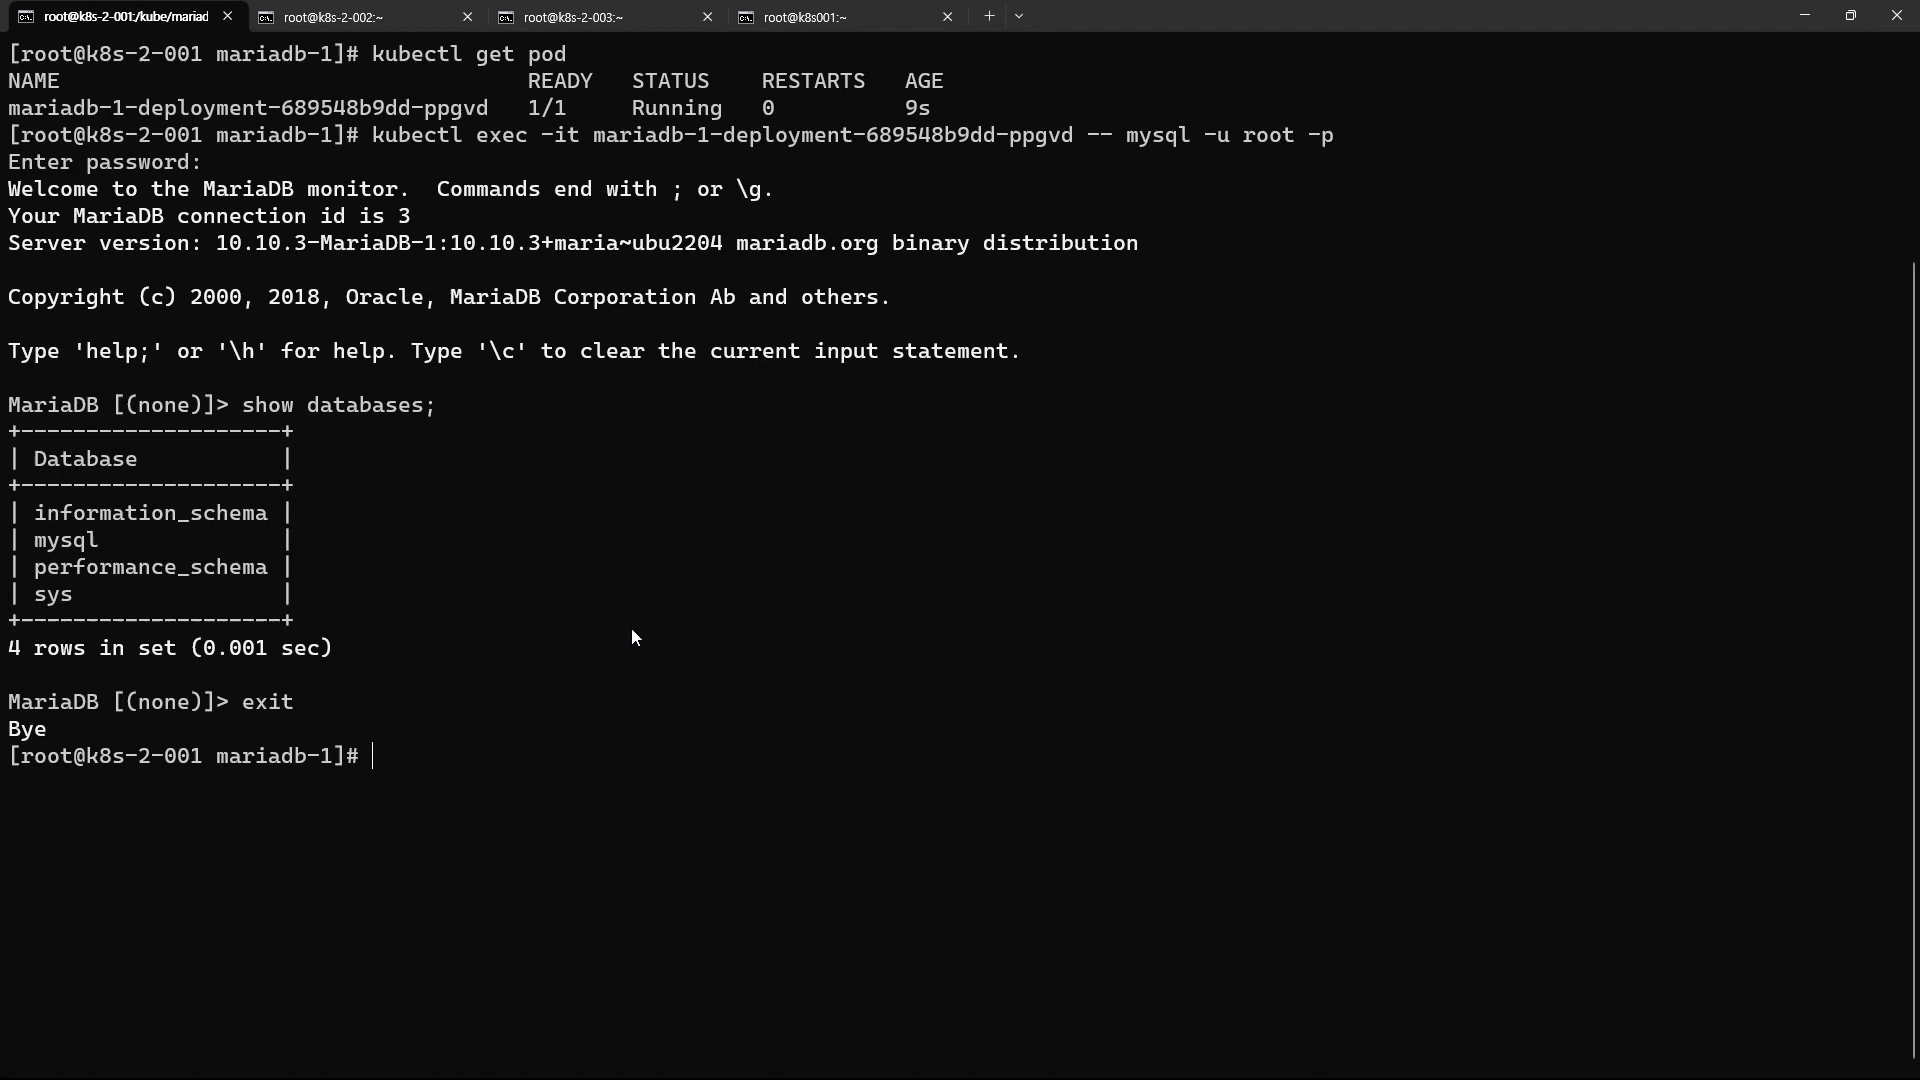 root@k8s-2-001:/kube/mariad
root@k8s-2-002:~
root@k8s-2-003:~
root@k8s001:~
[root@k8s-2-001 mariadb-1]# kubectl get pod
NAME                                    READY   STATUS    RESTARTS   AGE
mariadb-1-deployment-689548b9dd-ppgvd   1/1     Running   0          9s
[root@k8s-2-001 mariadb-1]# kubectl exec -it mariadb-1-deployment-689548b9dd-ppgvd -- mysql -u root -p
Enter password:
Welcome to the MariaDB monitor.  Commands end with ; or \g.
Your MariaDB connection id is 3
Server version: 10.10.3-MariaDB-1:10.10.3+maria~ubu2204 mariadb.org binary distribution
Copyright (c) 2000, 2018, Oracle, MariaDB Corporation Ab and others.
Type 'help;' or '\h' for help. Type '\c' to clear the current input statement.
MariaDB [(none)]> show databases;
+--------------------+
| Database           |
+--------------------+
| information_schema |
| mysql              |
| performance_schema |
| sys                |
+--------------------+
4 rows in set (0.001 sec)
MariaDB [(none)]> exit
Bye
[root@k8s-2-001 mariadb-1]#